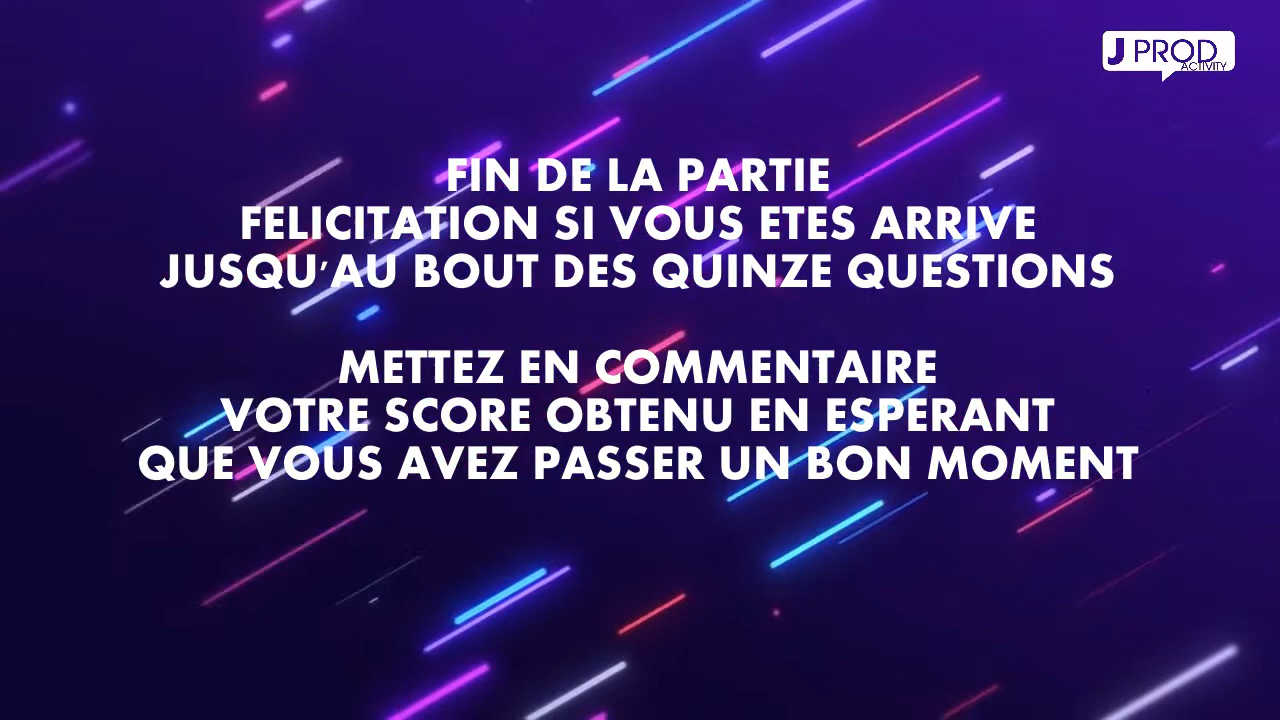 J PROD
ACTIVITY
FIN DE LA PARTIE
FELICITATION SI VOUS ETES ARRIVE
JUSQU'AU BOUT DES QUINZE QUESTIONS
METTEZ EN COMMENTAIRE
VOTRE SCORE OBTENU EN ESPERANT
QUE VOUS AVEZ PASSER UN BON MOMENT